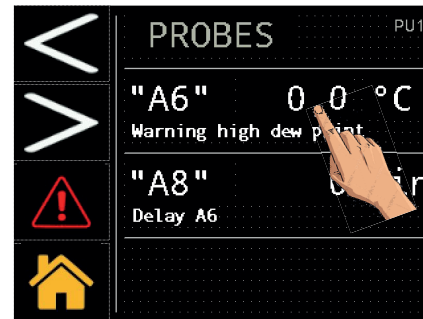 PROBES PU1
"A6" 0.0 °C
Warning high dew point
"A8"
Delay A6